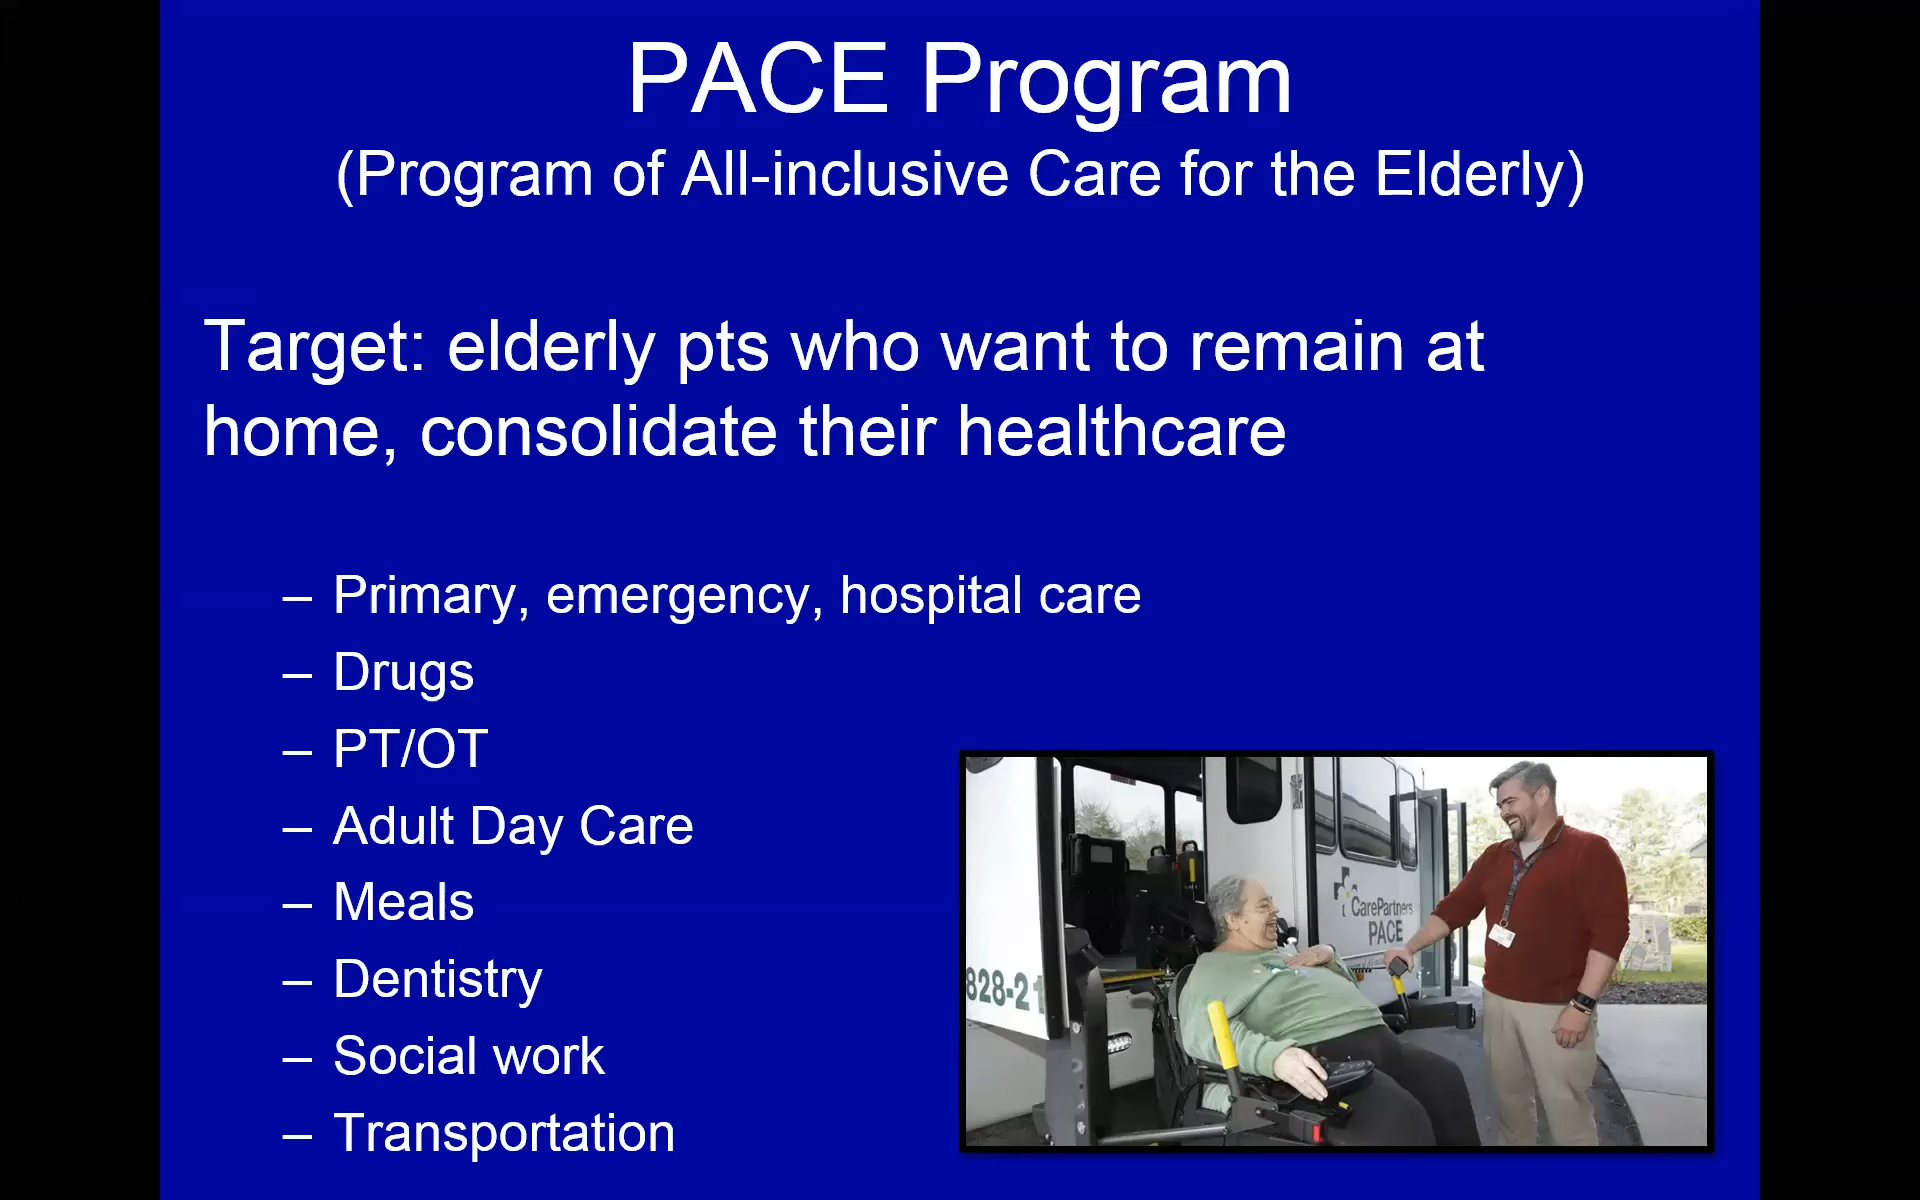 PACE Program
(Program of All-inclusive Care for the Elderly)
Target: elderly pts who want to remain at
home, consolidate their healthcare
– Primary, emergency, hospital care
– Drugs
– PT/OT
– Adult Day Care
– Meals
– Dentistry
– Social work
– Transportation
CarePartners
PACE
828-21